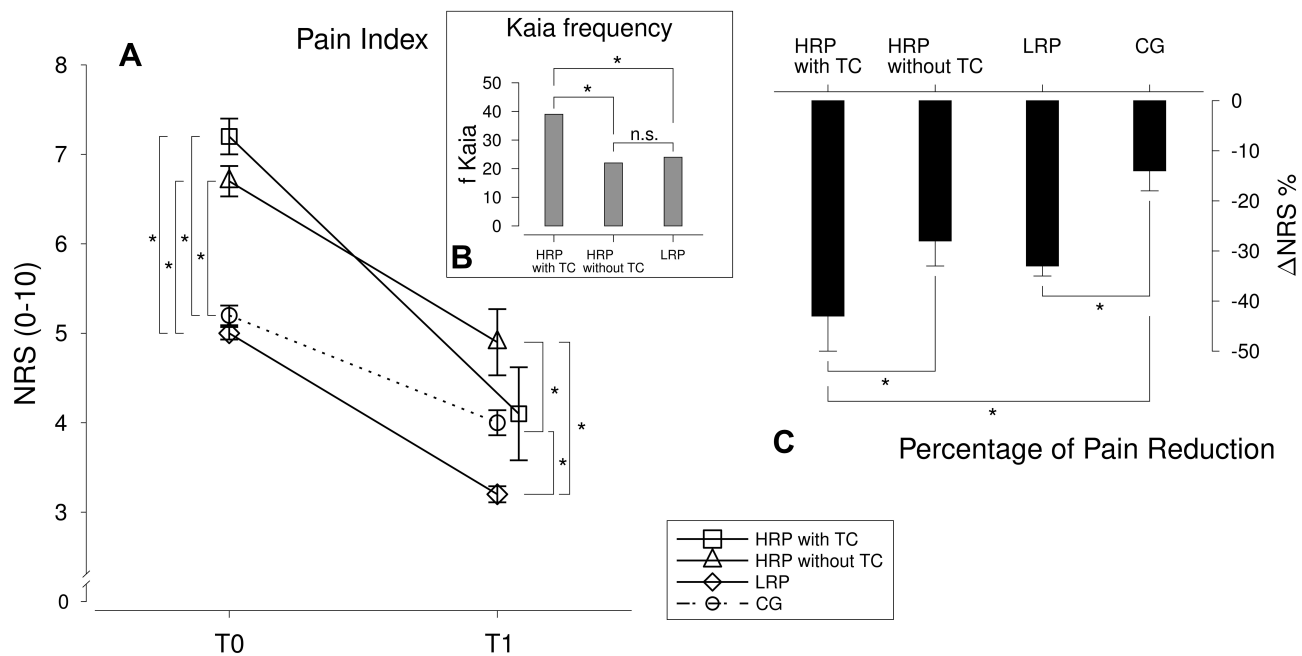 A
Pain Index
NRS (0-10)
8
7
6
5
4
3
0
T0
T1
*
*
*
*
*
*
*
Kaia frequency
f Kaia
50
40
30
20
10
0
*
*
n.s.
HRP
with TC
HRP
without TC
LRP
B
HRP
with TC
HRP
without TC
LRP
CG
0
-10
-20
-30
-40
-50
ΔNRS %
*
*
*
C
Percentage of Pain Reduction
HRP with TC
HRP without TC
LRP
CG